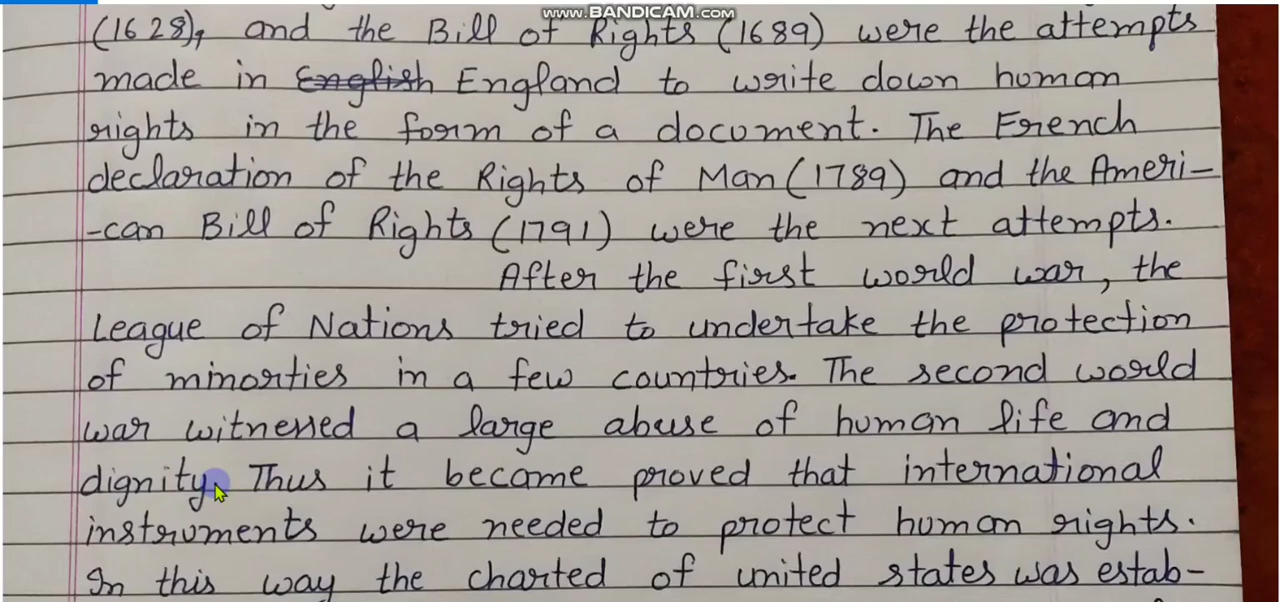 WWW.BANDICAM.COM
(1628), and the Bill of Rights (1689) were the attempts
made in English England to write down human
rights in the form of a document. The French
declaration of the Rights of Man (1789) and the Ameri-
-can Bill of Rights (1791) were the next attempts.
After the first world war, the
League of Nations tried to undertake the protection
of minorties in a few countries. The second world
war witnessed a large abuse of human life and
dignity. Thus it became proved that international
instruments were needed to protect human rights.
In this way the charted of united states was estab-